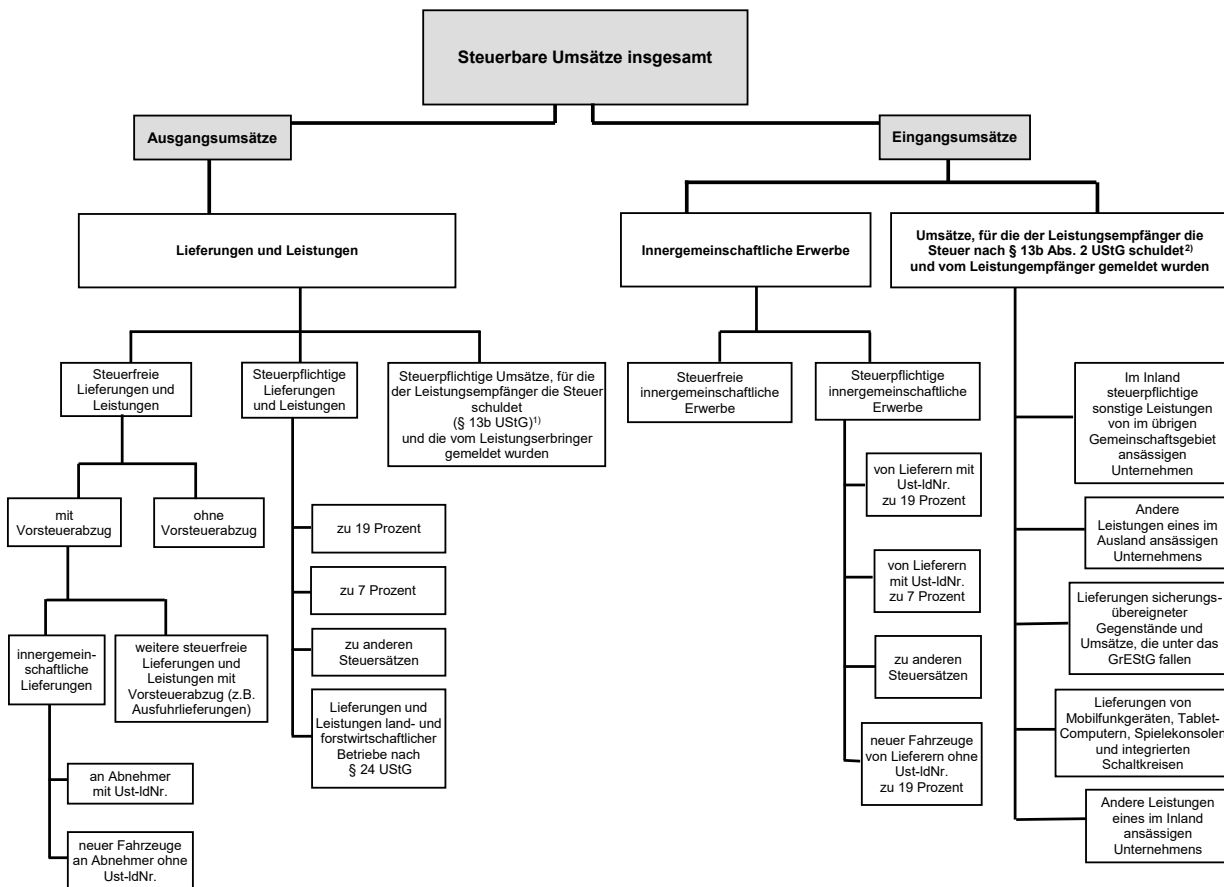 Steuerbare Umsätze insgesamt
Ausgangsumsätze
Eingangsumsätze
Lieferungen und Leistungen
Innergemeinschaftliche Erwerbe
Umsätze, für die der Leistungsempfänger die
Steuer nach § 13b Abs. 2 UStG schuldet²⁾
und vom Leistungempfänger gemeldet wurden
Steuerfreie
Lieferungen und
Leistungen
Steuerpflichtige
Lieferungen
und Leistungen
Steuerpflichtige Umsätze, für die
der Leistungsempfänger die Steuer
schuldet
(§ 13b UStG)¹⁾
und die vom Leistungserbringer
gemeldet wurden
Steuerfreie
innergemeinschaftliche
Erwerbe
Steuerpflichtige
innergemeinschaftliche
Erwerbe
Im Inland
steuerpflichtige
sonstige Leistungen
von im übrigen
Gemeinschaftsgebiet
ansässigen
Unternehmen
mit
Vorsteuerabzug
ohne
Vorsteuerabzug
zu 19 Prozent
von Lieferern mit
Ust-IdNr.
zu 19 Prozent
Andere
Leistungen eines im
Ausland ansässigen
Unternehmens
zu 7 Prozent
von Lieferern
mit Ust-IdNr.
zu 7 Prozent
Lieferungen sicherungs-
übereigneter
Gegenstände und
Umsätze, die unter das
GrEStG fallen
innergemein-
schaftliche
Lieferungen
weitere steuerfreie
Lieferungen und
Leistungen mit
Vorsteuerabzug (z.B.
Ausfuhrlieferungen)
zu anderen
Steuersätzen
zu anderen
Steuersätzen
Lieferungen von
Mobilfunkgeräten, Tablet-
Computern, Spielekonsolen
und integrierten
Schaltkreisen
Lieferungen und
Leistungen land- und
forstwirtschaftlicher
Betriebe nach
§ 24 UStG
neuer Fahrzeuge
von Lieferern ohne
Ust-IdNr.
zu 19 Prozent
an Abnehmer
mit Ust-IdNr.
Andere Leistungen
eines im Inland
ansässigen
Unternehmens
neuer Fahrzeuge
an Abnehmer ohne
Ust-IdNr.